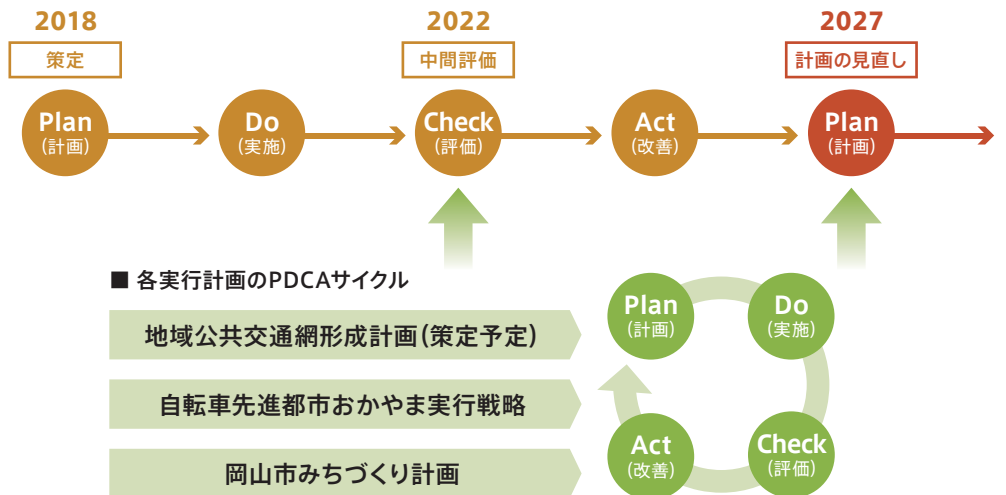 2018
2022
2027
策定
中間評価
計画の見直し
Plan
(計画)
Do
(実施)
Check
(評価)
Act
(改善)
Plan
(計画)
■ 各実行計画のPDCAサイクル
地域公共交通網形成計画(策定予定)
自転車先進都市おかやま実行戦略
岡山市みちづくり計画
Plan
(計画)
Do
(実施)
Check
(評価)
Act
(改善)